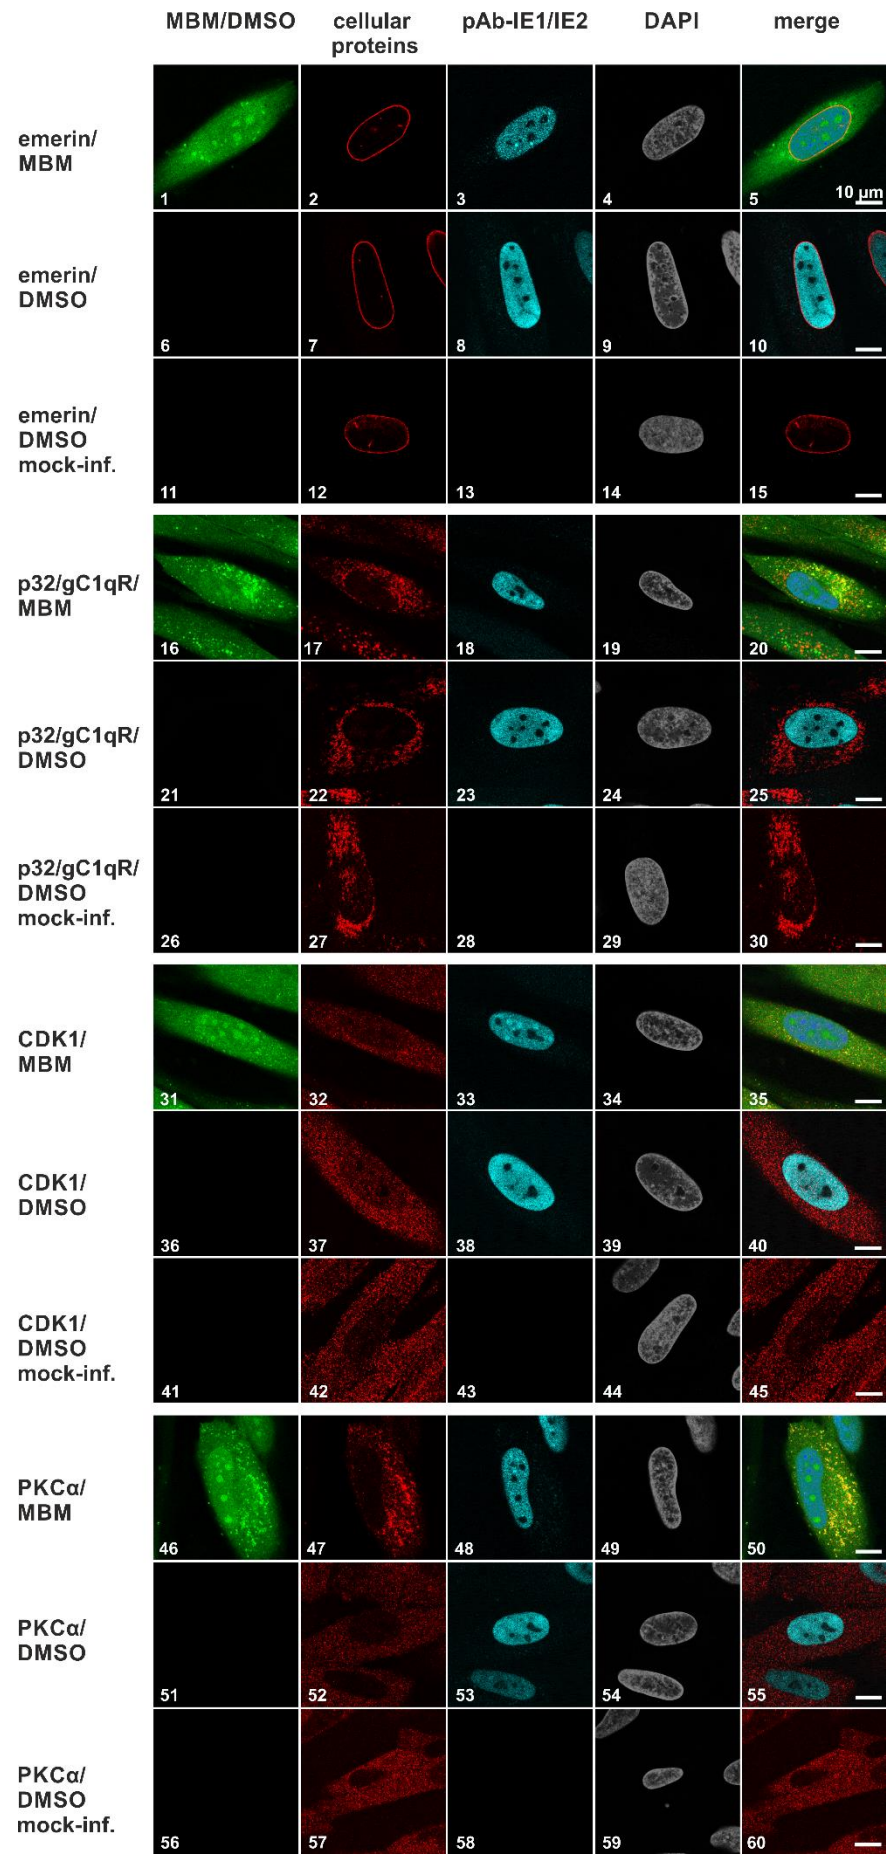 MBM/DMSO cellular proteins pAb-IE1/IE2 DAPI merge
emerin/
MBM
1 2 3 4 5 10 µm
emerin/
DMSO
6 7 8 9 10
emerin/
DMSO
mock-inf.
11 12 13 14 15
p32/gC1qR/
MBM
16 17 18 19 20
p32/gC1qR/
DMSO
21 22 23 24 25
p32/gC1qR/
DMSO
mock-inf.
26 27 28 29 30
CDK1/
MBM
31 32 33 34 35
CDK1/
DMSO
36 37 38 39 40
CDK1/
DMSO
mock-inf.
41 42 43 44 45
PKCα/
MBM
46 47 48 49 50
PKCα/
DMSO
51 52 53 54 55
PKCα/
DMSO
mock-inf.
56 57 58 59 60